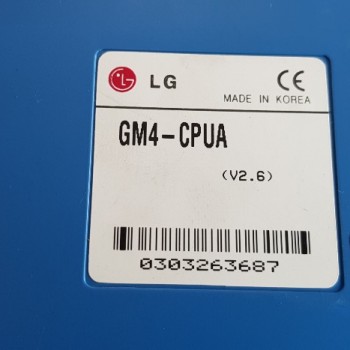 LG
CE
MADE IN KOREA
GM4-CPUA
(V2.6)
0303263687